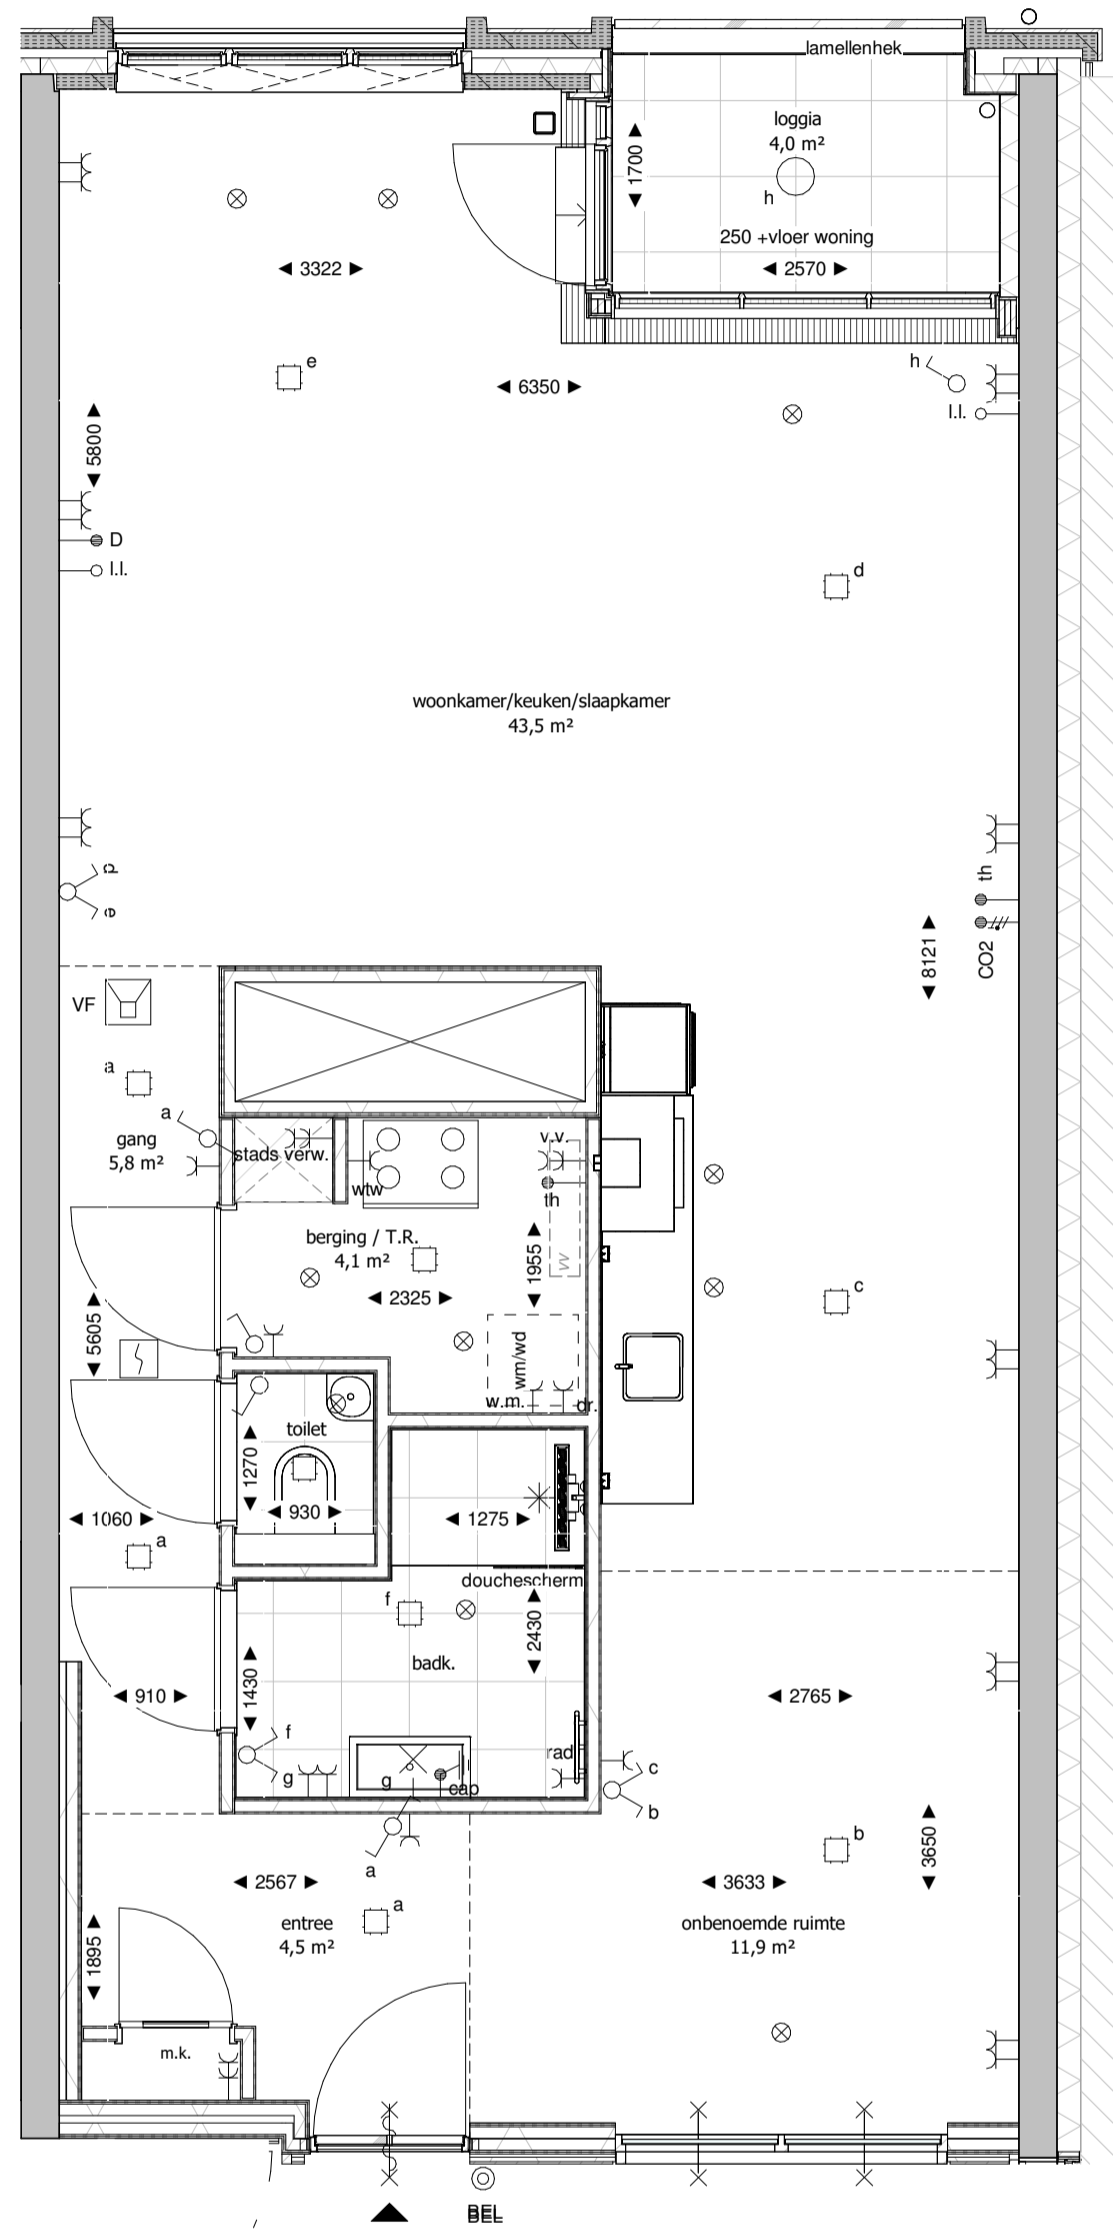 lamellenhek
loggia
4,0 m²
1700
h
250 +vloer woning
3322
2570
e
h
6350
l.l.
5800
D
l.l.
d
woonkamer/keuken/slaapkamer
43,5 m²
d
e
th
CO2
8121
VF
a
a
gang
5,8 m²
stads verw.
v.v.
wtw
th
berging / T.R.
4,1 m²
1955
vv
2325
c
5605
wm/wd
w.m.
dr.
toilet
1270
930
1275
1060
a
douchescherm
f
2430
badk.
1430
910
2765
f
g
rad
g
cap
c
b
a
b
3650
2567
3633
a
entree
4,5 m²
onbenoemde ruimte
11,9 m²
1895
m.k.
BEL